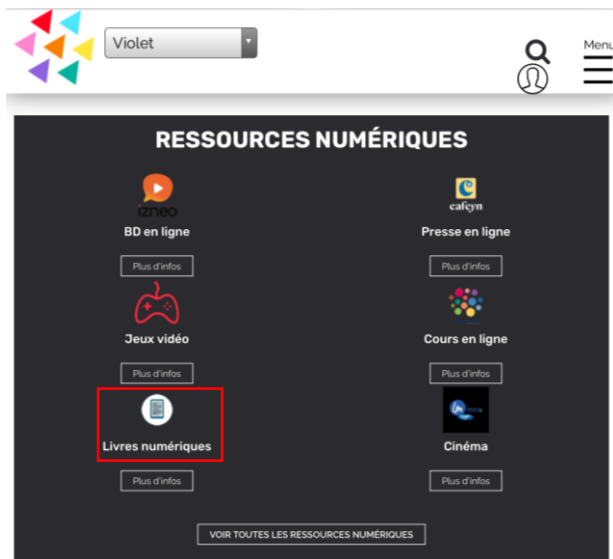 Violet
Menu
RESSOURCES NUMÉRIQUES
izneo
cafeyn
BD en ligne
Presse en ligne
Plus d'infos
Plus d'infos
Jeux vidéo
Cours en ligne
Plus d'infos
Plus d'infos
Livres numériques
Cinéma
Plus d'infos
Plus d'infos
VOIR TOUTES LES RESSOURCES NUMÉRIQUES